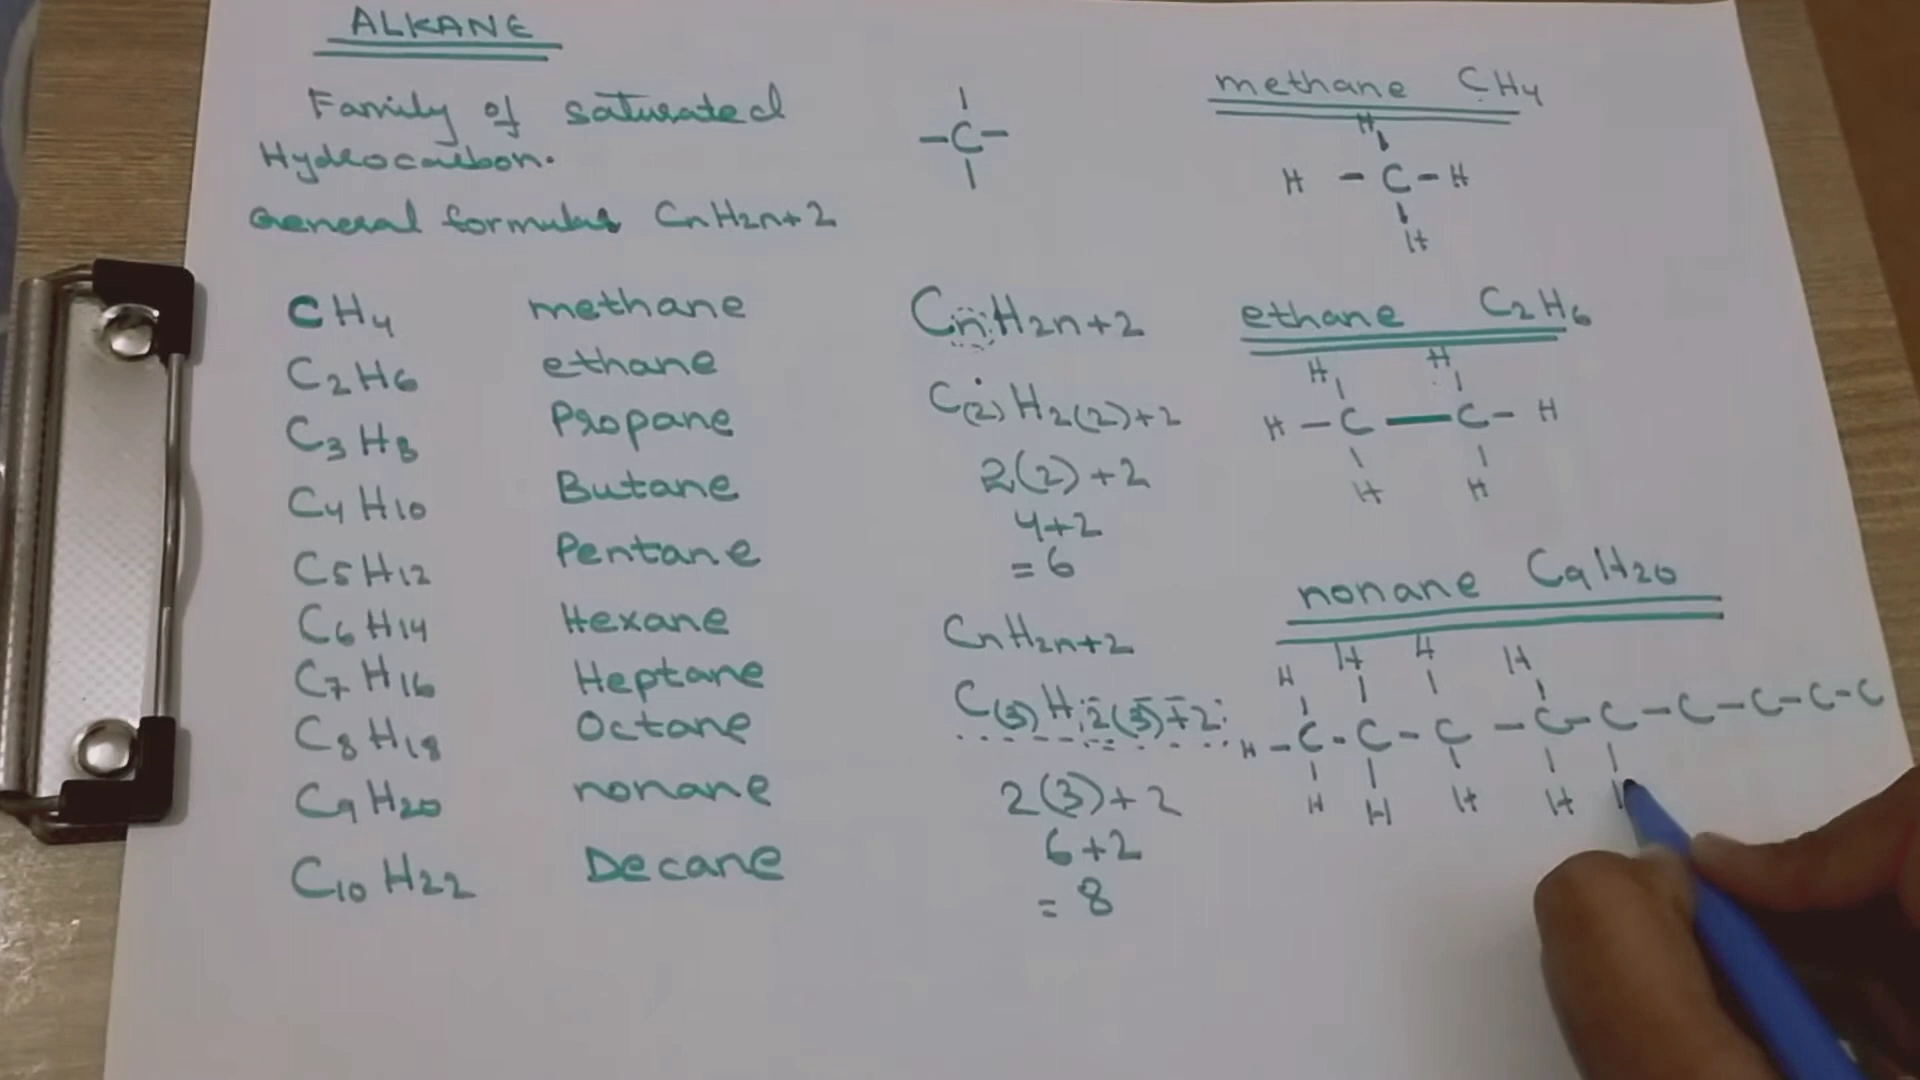 ALKANE
Family of saturated
Hydrocarbon.
General formula CnH2n+2
CH4 methane
C2H6 ethane
C3H8 Propane
C4H10 Butane
C5H12 Pentane
C6H14 Hexane
C7H16 Heptane
C8H18 Octane
C9H20 nonane
C10H22 Decane
-C-
CnH2n+2
C(2)H2(2)+2
2(2)+2
4+2
=6
CnH2n+2
C(3)H2(3)+2
2(3)+2
6+2
=8
methane CH4
H
H-C-H
H
ethane C2H6
H H
H-C-C-H
H H
nonane C9H20
H H H H
H-C-C-C-C-C-C-C-C-C
H H H H H